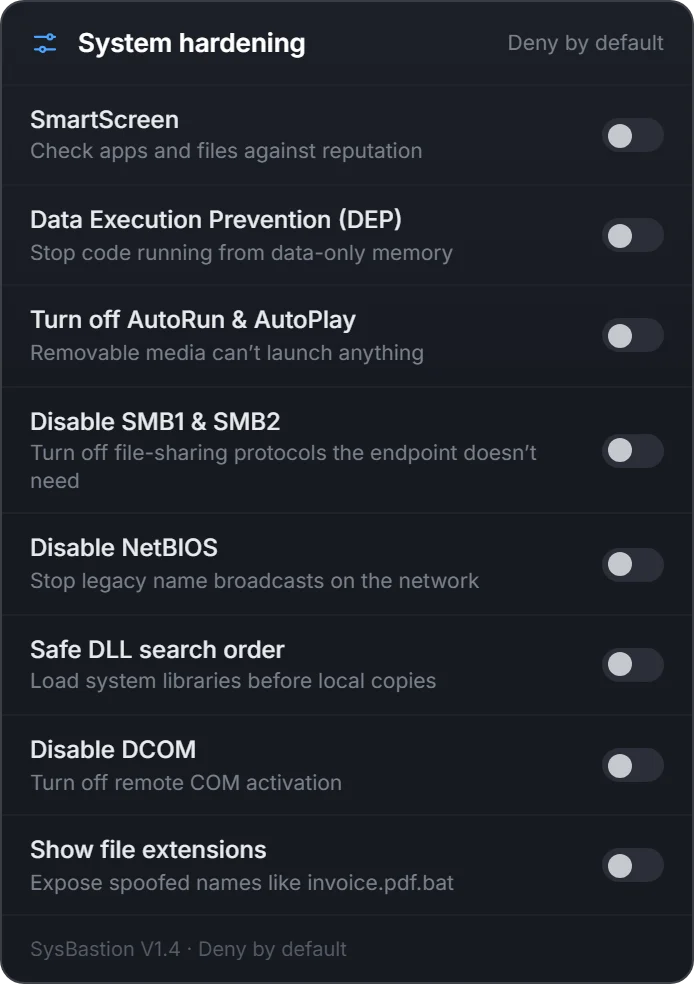 System hardening
Deny by default
SmartScreen
Check apps and files against reputation
Data Execution Prevention (DEP)
Stop code running from data-only memory
Turn off AutoRun & AutoPlay
Removable media can’t launch anything
Disable SMB1 & SMB2
Turn off file-sharing protocols the endpoint doesn’t
need
Disable NetBIOS
Stop legacy name broadcasts on the network
Safe DLL search order
Load system libraries before local copies
Disable DCOM
Turn off remote COM activation
Show file extensions
Expose spoofed names like invoice.pdf.bat
SysBastion V1.4 · Deny by default